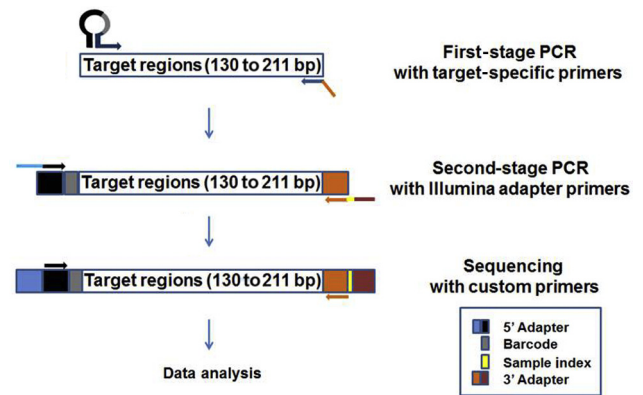 First-stage PCR
with target-specific primers
Target regions (130 to 211 bp)
Second-stage PCR
with Illumina adapter primers
Target regions (130 to 211 bp)
Sequencing
with custom primers
Target regions (130 to 211 bp)
5' Adapter
Barcode
Sample index
3' Adapter
Data analysis